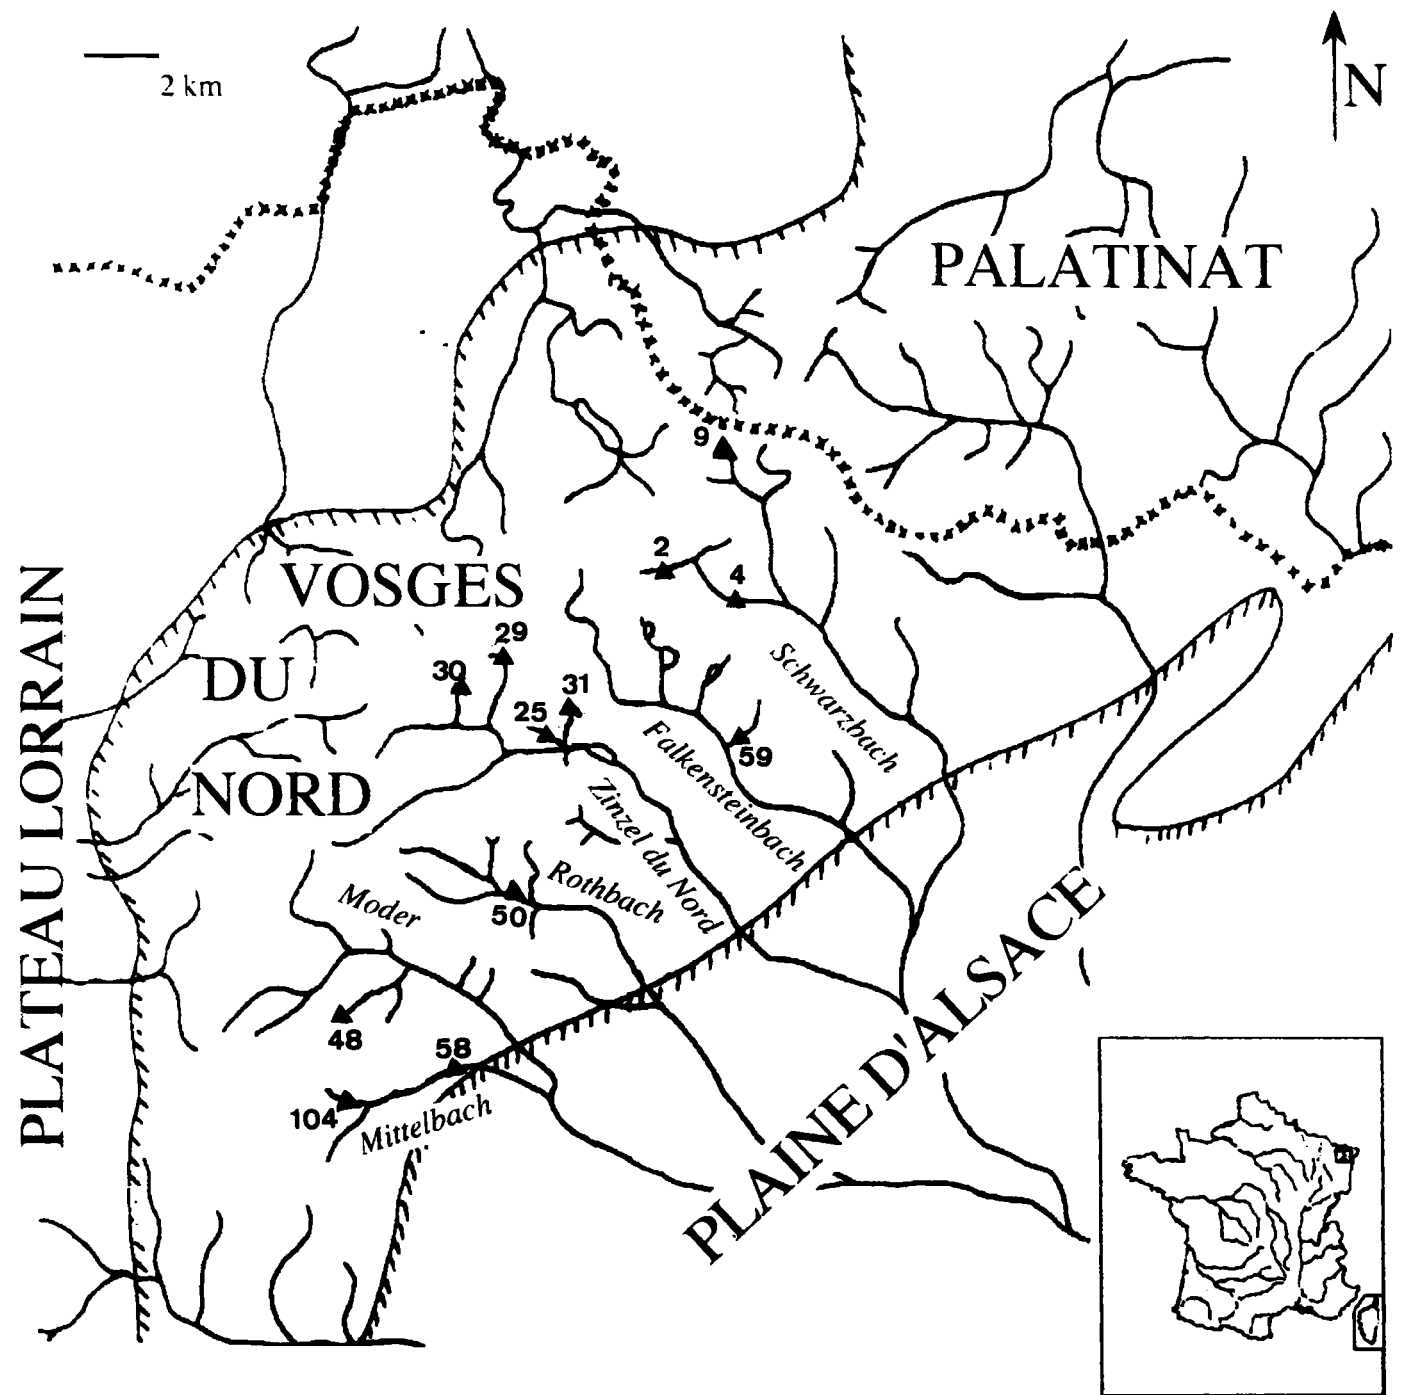 2 km
N
PALATINAT
9
2
4
VOSGES
29
30
DU
31
25
Schwarzbach
59
Falkensteinbach
NORD
Zinzel du Nord
PLATEAU LORRAIN
Rothbach
Moder
50
PLAINE D'ALSACE
48
58
104
Mittelbach